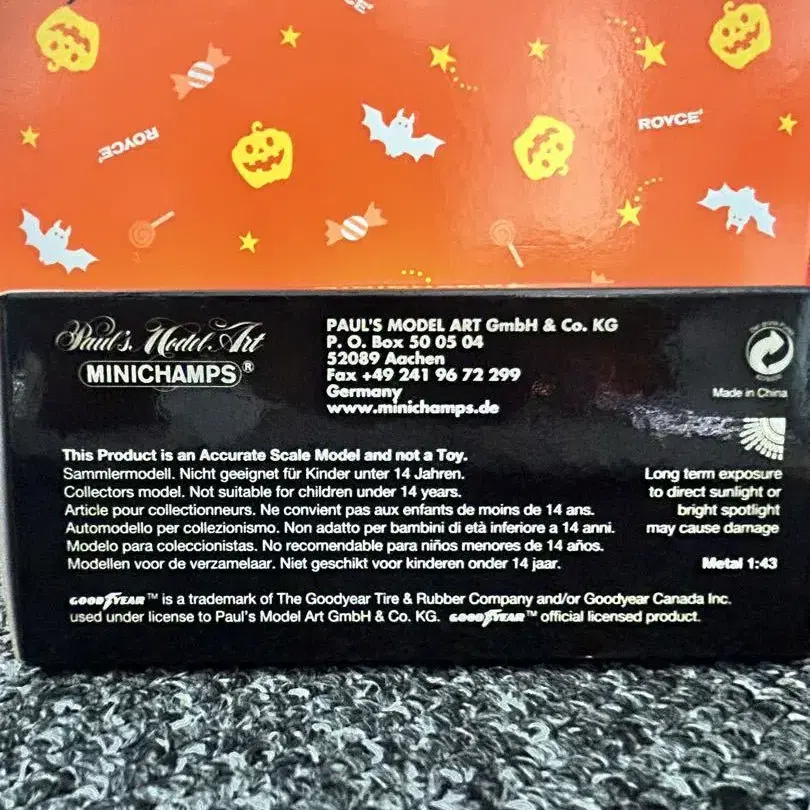 ROYCE'
ROYCE'
Paul's Model Art
MINICHAMPS®
PAUL'S MODEL ART GmbH & Co. KG
P. O. Box 50 05 04
52089 Aachen
Fax +49 241 96 72 299
Germany
www.minichamps.de
Made in China
This Product is an Accurate Scale Model and not a Toy.
Sammlermodell. Nicht geeignet für Kinder unter 14 Jahren.
Collectors model. Not suitable for children under 14 years.
Article pour collectionneurs. Ne convient pas aux enfants de moins de 14 ans.
Automodello per collezionismo. Non adatto per bambini di età inferiore a 14 anni.
Modelo para coleccionistas. No recomendable para niños menores de 14 años.
Modellen voor de verzamelaar. Niet geschikt voor kinderen onder 14 jaar.
Long term exposure
to direct sunlight or
bright spotlight
may cause damage
Metal 1:43
GOODYEAR™ is a trademark of The Goodyear Tire & Rubber Company and/or Goodyear Canada Inc.
used under license to Paul's Model Art GmbH & Co. KG. GOODYEAR™ official licensed product.